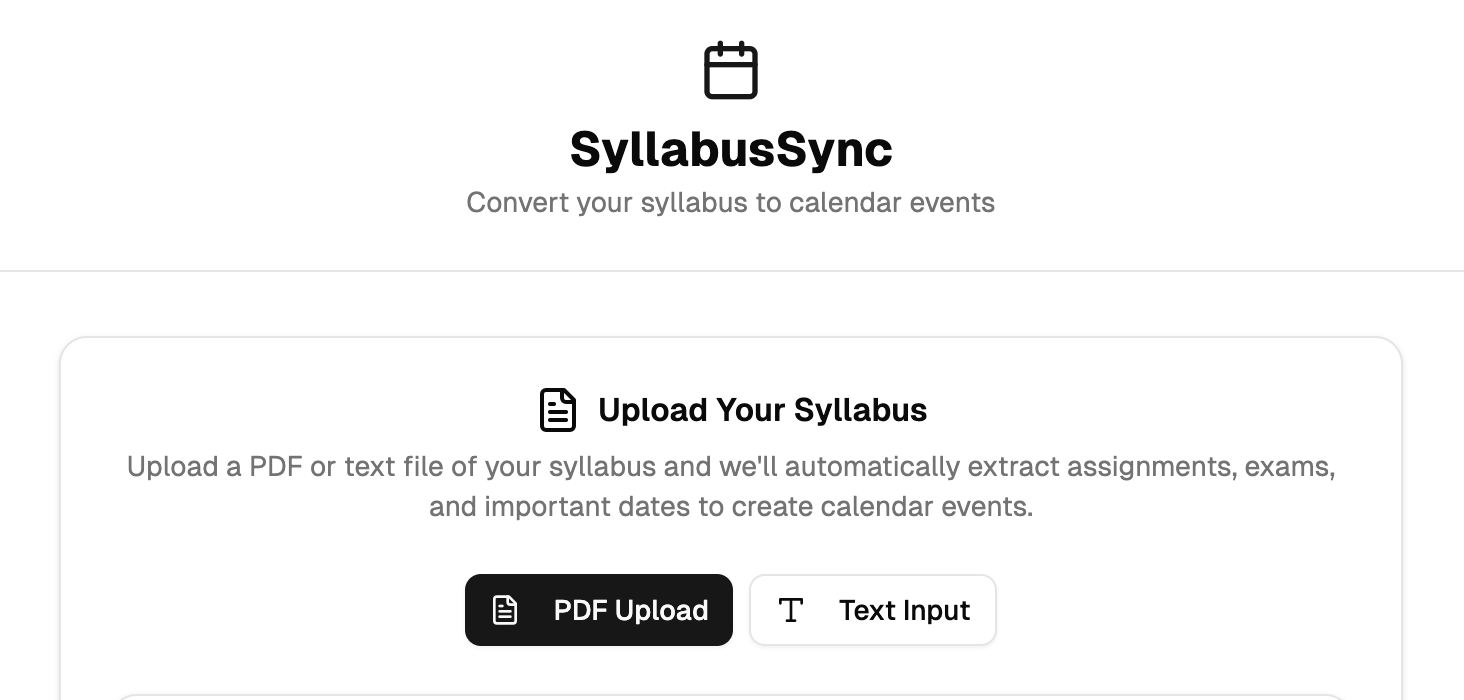 SyllabusSync
Convert your syllabus to calendar events
Upload Your Syllabus
Upload a PDF or text file of your syllabus and we'll automatically extract assignments, exams,
and important dates to create calendar events.
PDF Upload
Text Input